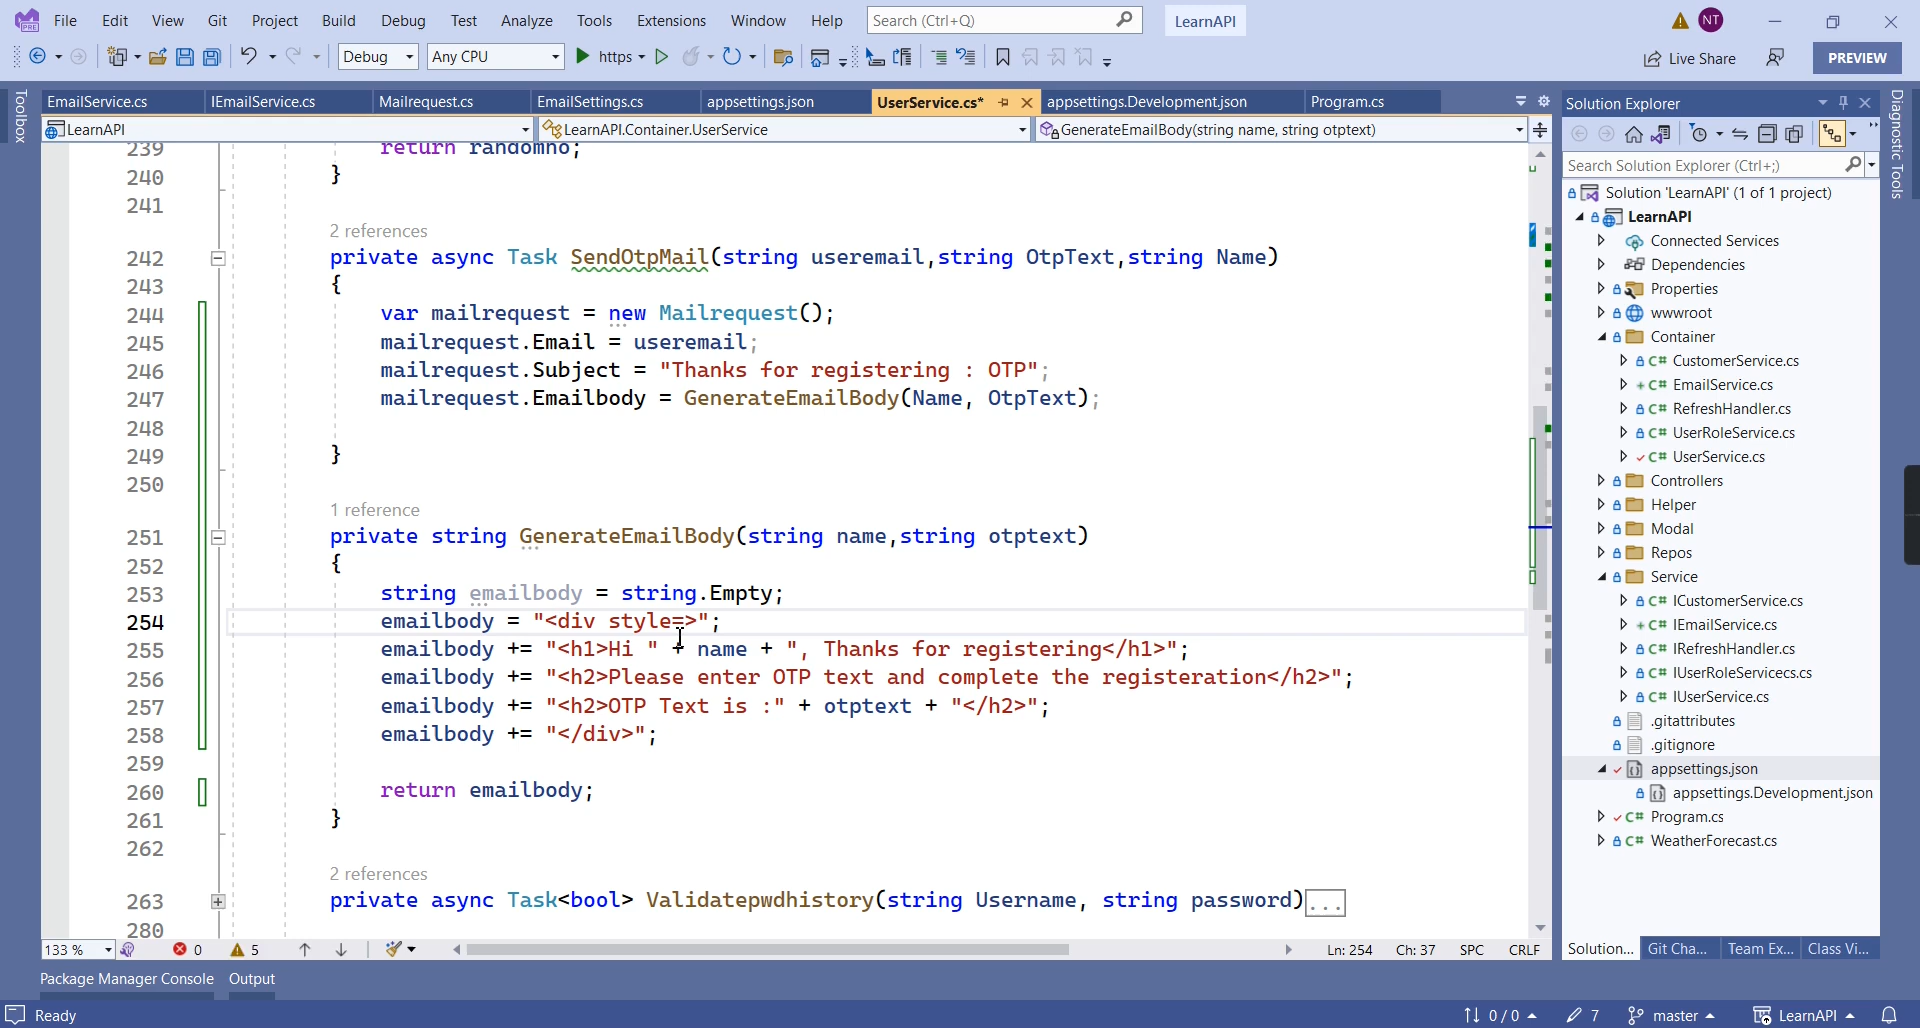 File Edit View Git Project Build Debug Test Analyze Tools Extensions Window Help Search (Ctrl+Q) LearnAPI NT
Debug Any CPU https Live Share PREVIEW
Toolbox
EmailService.cs IEmailService.cs Mailrequest.cs EmailSettings.cs appsettings.json UserService.cs* appsettings.Development.json Program.cs
LearnAPI LearnAPI.Container.UserService GenerateEmailBody(string name, string otptext)
239 return randomno;
240 }
241
2 references
242 private async Task SendOtpMail(string useremail,string OtpText,string Name)
243 {
244 var mailrequest = new Mailrequest();
245 mailrequest.Email = useremail;
246 mailrequest.Subject = "Thanks for registering : OTP";
247 mailrequest.Emailbody = GenerateEmailBody(Name, OtpText);
248
249 }
250
1 reference
251 private string GenerateEmailBody(string name,string otptext)
252 {
253 string emailbody = string.Empty;
254 emailbody = "<div style=>";
255 emailbody += "<h1>Hi " + name + ", Thanks for registering</h1>";
256 emailbody += "<h2>Please enter OTP text and complete the registeration</h2>";
257 emailbody += "<h2>OTP Text is :" + otptext + "</h2>";
258 emailbody += "</div>";
259
260 return emailbody;
261 }
262
2 references
263 private async Task<bool> Validatepwdhistory(string Username, string password)...
280
133 % 0 5 Ln: 254 Ch: 37 SPC CRLF
Solution Explorer
Search Solution Explorer (Ctrl+;)
Solution 'LearnAPI' (1 of 1 project)
LearnAPI
Connected Services
Dependencies
Properties
wwwroot
Container
C# CustomerService.cs
C# EmailService.cs
C# RefreshHandler.cs
C# UserRoleService.cs
C# UserService.cs
Controllers
Helper
Modal
Repos
Service
C# ICustomerService.cs
C# IEmailService.cs
C# IRefreshHandler.cs
C# IUserRoleServicecs.cs
C# IUserService.cs
.gitattributes
.gitignore
appsettings.json
appsettings.Development.json
C# Program.cs
C# WeatherForecast.cs
Solution... Git Cha... Team Ex... Class Vi...
Diagnostic Tools
Package Manager Console Output
Ready 0 / 0 7 master LearnAPI